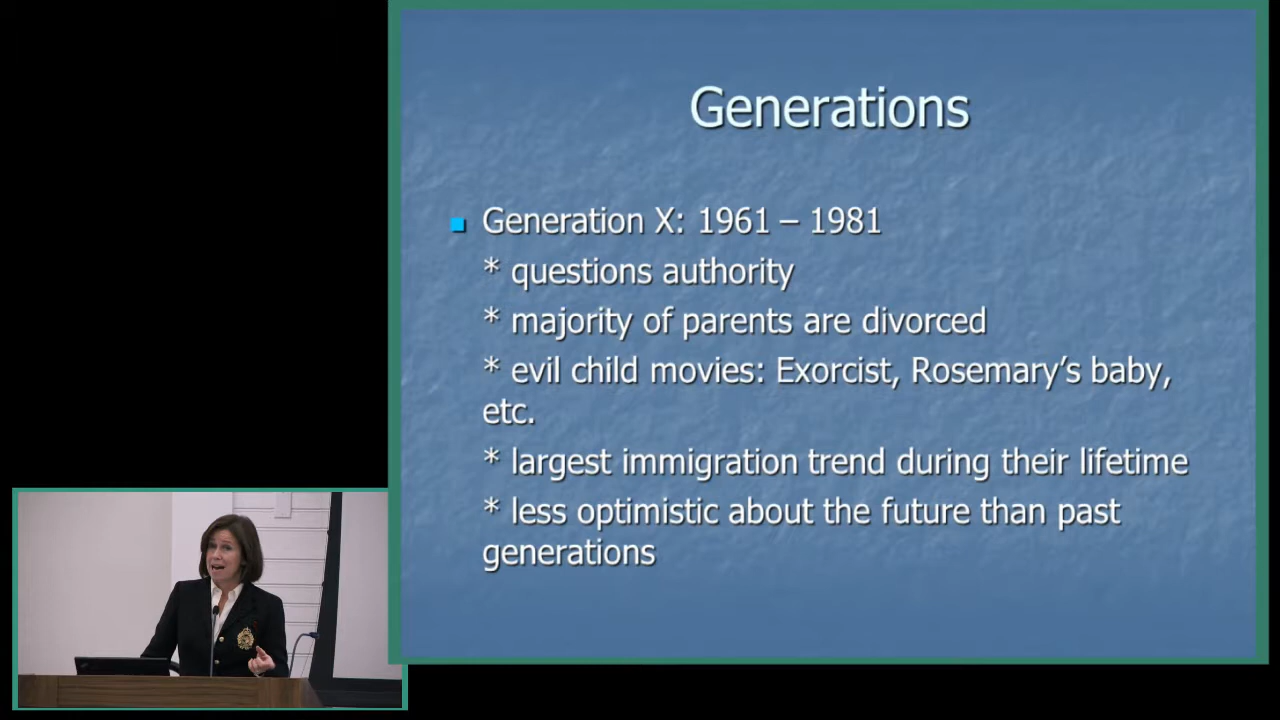 Generations
Generation X: 1961 – 1981
* questions authority
* majority of parents are divorced
* evil child movies: Exorcist, Rosemary’s baby,
etc.
* largest immigration trend during their lifetime
* less optimistic about the future than past
generations